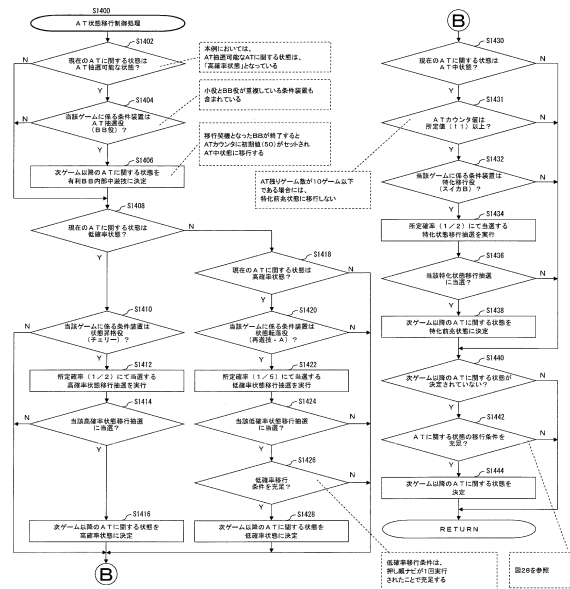 S1400
AT状態移行制御処理
S1402
現在のATに関する状態は
AT抽選可能な状態?
N
Y
本例においては、
AT抽選可能なATに関する状態は、
「高確率状態」となっている
S1404
当該ゲームに係る条件装置は
AT抽選役
(BB役)?
N
Y
小役とBB役が重複している条件装置も
含まれている
S1406
次ゲーム以降のATに関する状態を
有利BB内部中遊技に決定
移行契機となったBBが終了すると
ATカウンタに初期値(50)がセットされ
AT中状態に移行する
S1408
現在のATに関する状態は
低確率状態?
N
Y
S1410
当該ゲームに係る条件装置は
状態昇格役
(チェリー)?
N
Y
S1412
所定確率(1/2)にて当選する
高確率状態移行抽選を実行
S1414
当該高確率状態移行抽選
に当選?
N
Y
S1416
次ゲーム以降のATに関する状態を
高確率状態に決定
B
S1418
現在のATに関する状態は
高確率状態?
N
Y
S1420
当該ゲームに係る条件装置は
状態転落役
(再遊技-A)?
N
Y
S1422
所定確率(1/5)にて当選する
低確率状態移行抽選を実行
S1424
当該低確率状態移行抽選
に当選?
N
Y
S1426
低確率移行
条件を充足?
N
Y
S1428
次ゲーム以降のATに関する状態を
低確率状態に決定
低確率移行条件は、
押し順ナビが1回実行
されたことで充足する
B
S1430
現在のATに関する状態は
AT中状態?
N
Y
S1431
ATカウンタ値は
所定値(11)以上?
N
Y
AT残りゲーム数が10ゲーム以下
である場合には、
特化前兆状態に移行しない
S1432
当該ゲームに係る条件装置は
特化移行役
(スイカB)?
N
Y
S1434
所定確率(1/2)にて当選する
特化状態移行抽選を実行
S1436
当該特化状態移行抽選
に当選?
N
Y
S1438
次ゲーム以降のATに関する状態を
特化前兆状態に決定
S1440
次ゲーム以降のATに関する状態が
決定されていない?
N
Y
S1442
ATに関する状態の移行条件を
充足?
N
Y
S1444
次ゲーム以降のATに関する状態を
決定
RETURN
図28を参照